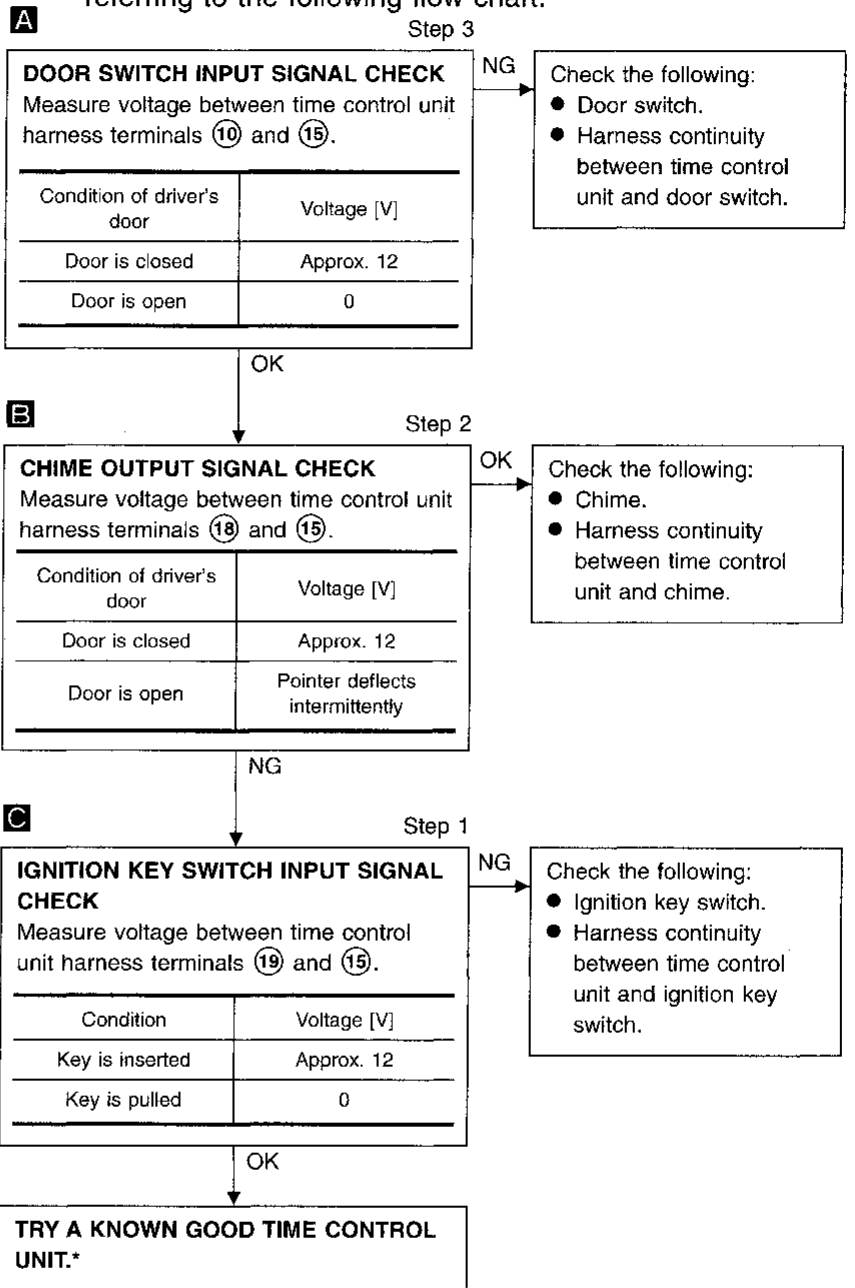 referring to the following flow chart.
A
Step 3
DOOR SWITCH INPUT SIGNAL CHECK
Measure voltage between time control unit
harness terminals ⑩ and ⑮.
Condition of driver's
door
Voltage [V]
Door is closed
Approx. 12
Door is open
0
NG
Check the following:
● Door switch.
● Harness continuity
between time control
unit and door switch.
OK
B
Step 2
CHIME OUTPUT SIGNAL CHECK
Measure voltage between time control unit
harness terminals ⑱ and ⑮.
Condition of driver's
door
Voltage [V]
Door is closed
Approx. 12
Door is open
Pointer deflects
intermittently
OK
Check the following:
● Chime.
● Harness continuity
between time control
unit and chime.
NG
C
Step 1
IGNITION KEY SWITCH INPUT SIGNAL
CHECK
Measure voltage between time control
unit harness terminals ⑲ and ⑮.
Condition
Voltage [V]
Key is inserted
Approx. 12
Key is pulled
0
NG
Check the following:
● Ignition key switch.
● Harness continuity
between time control
unit and ignition key
switch.
OK
TRY A KNOWN GOOD TIME CONTROL
UNIT.*